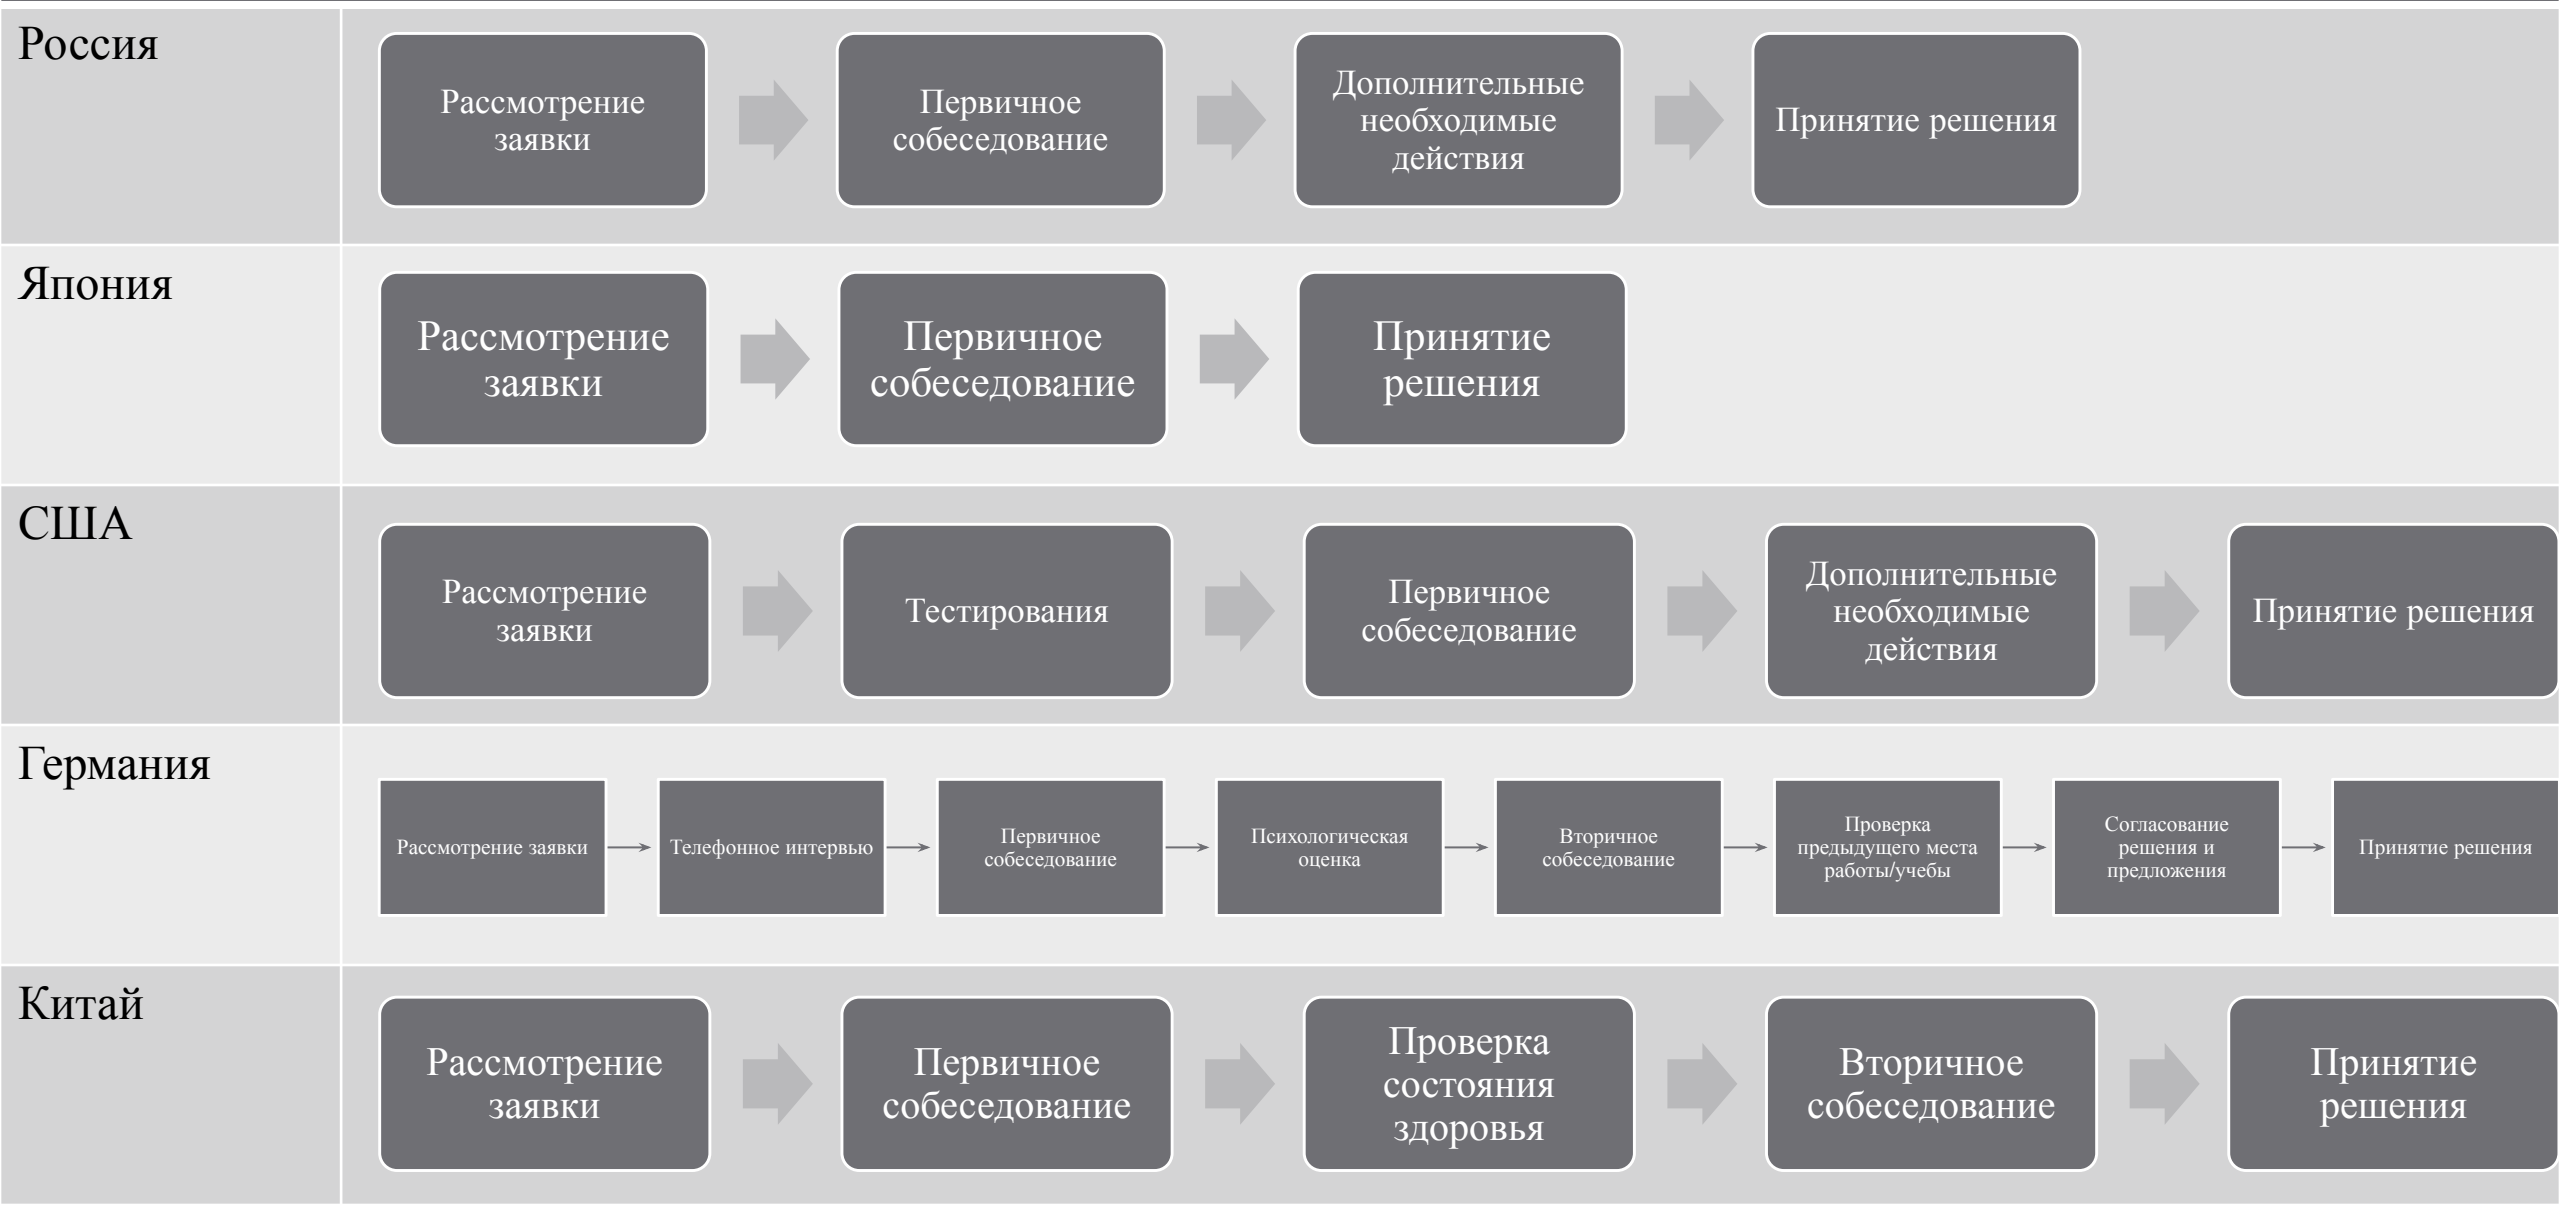 Россия
Рассмотрение
заявки
Первичное
собеседование
Дополнительные
необходимые
действия
Принятие решения
Япония
Рассмотрение
заявки
Первичное
собеседование
Принятие
решения
США
Рассмотрение
заявки
Тестирования
Первичное
собеседование
Дополнительные
необходимые
действия
Принятие решения
Германия
Рассмотрение заявки
Телефонное интервью
Первичное
собеседование
Психологическая
оценка
Вторичное
собеседование
Проверка
предыдущего места
работы/учебы
Согласование
решения и
предложения
Принятие решения
Китай
Рассмотрение
заявки
Первичное
собеседование
Проверка
состояния
здоровья
Вторичное
собеседование
Принятие
решения